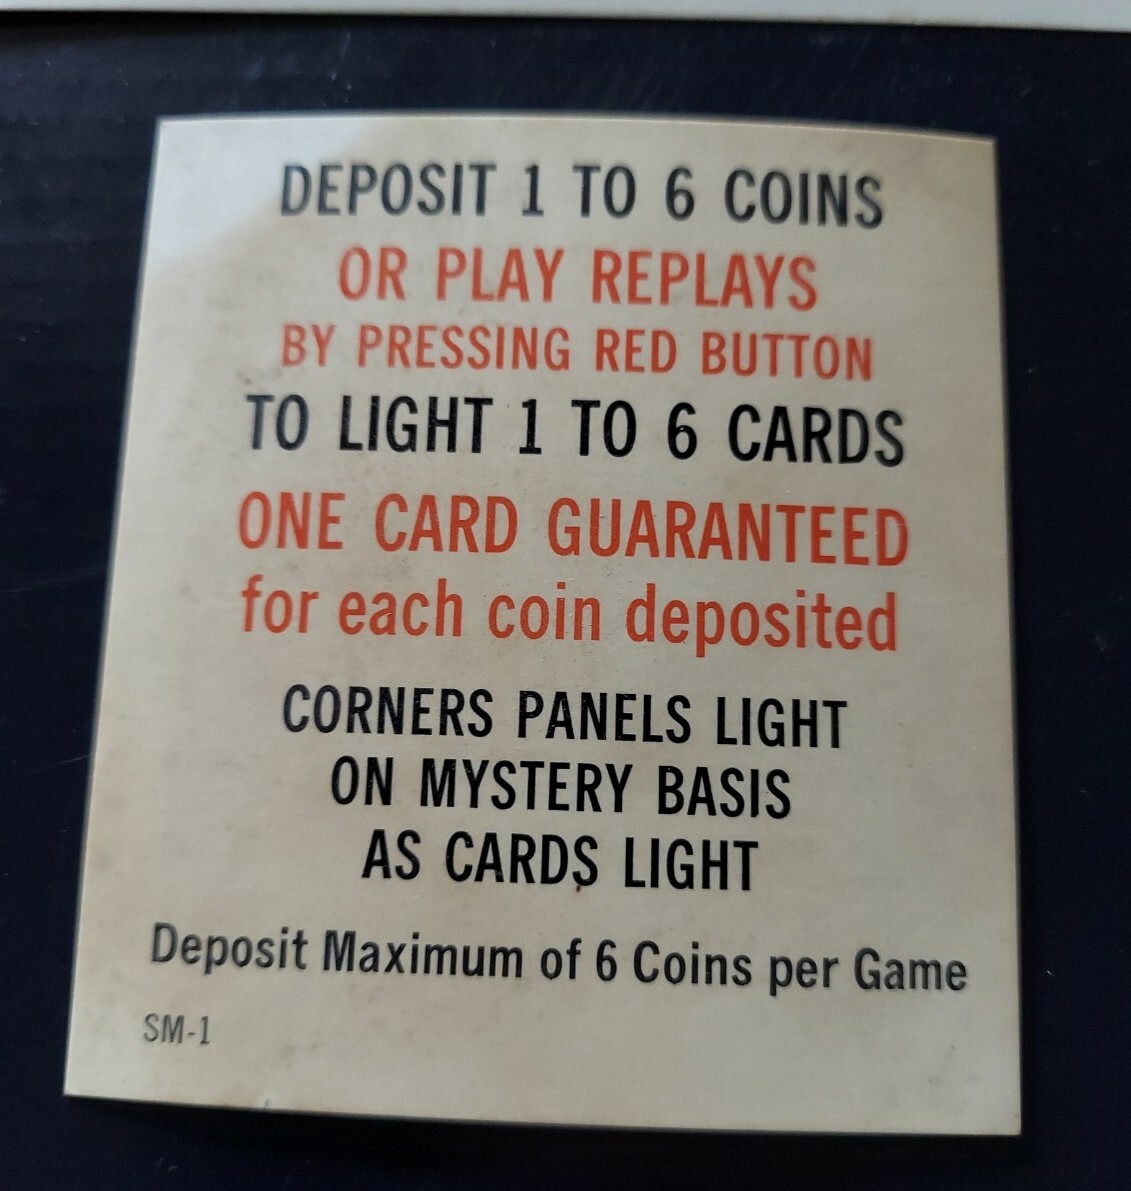 DEPOSIT 1 TO 6 COINS
OR PLAY REPLAYS
BY PRESSING RED BUTTON
TO LIGHT 1 TO 6 CARDS
ONE CARD GUARANTEED
for each coin deposited
CORNERS PANELS LIGHT
ON MYSTERY BASIS
AS CARDS LIGHT
Deposit Maximum of 6 Coins per Game
SM-1